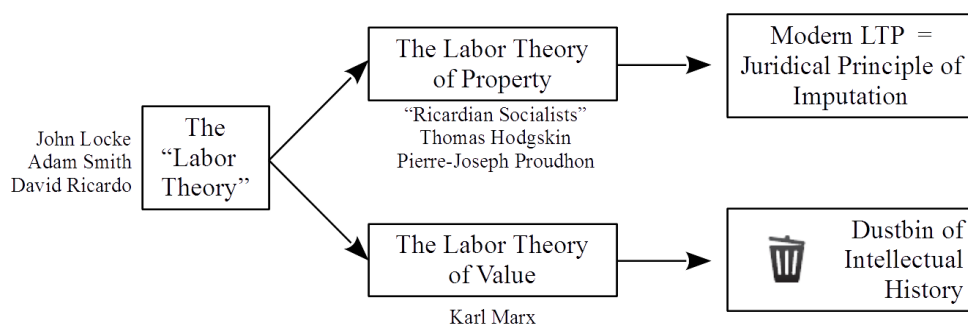 John Locke
Adam Smith
David Ricardo
The
“Labor
Theory”
The Labor Theory
of Property
“Ricardian Socialists”
Thomas Hodgskin
Pierre-Joseph Proudhon
Modern LTP =
Juridical Principle of
Imputation
The Labor Theory
of Value
Karl Marx
Dustbin of
Intellectual
History